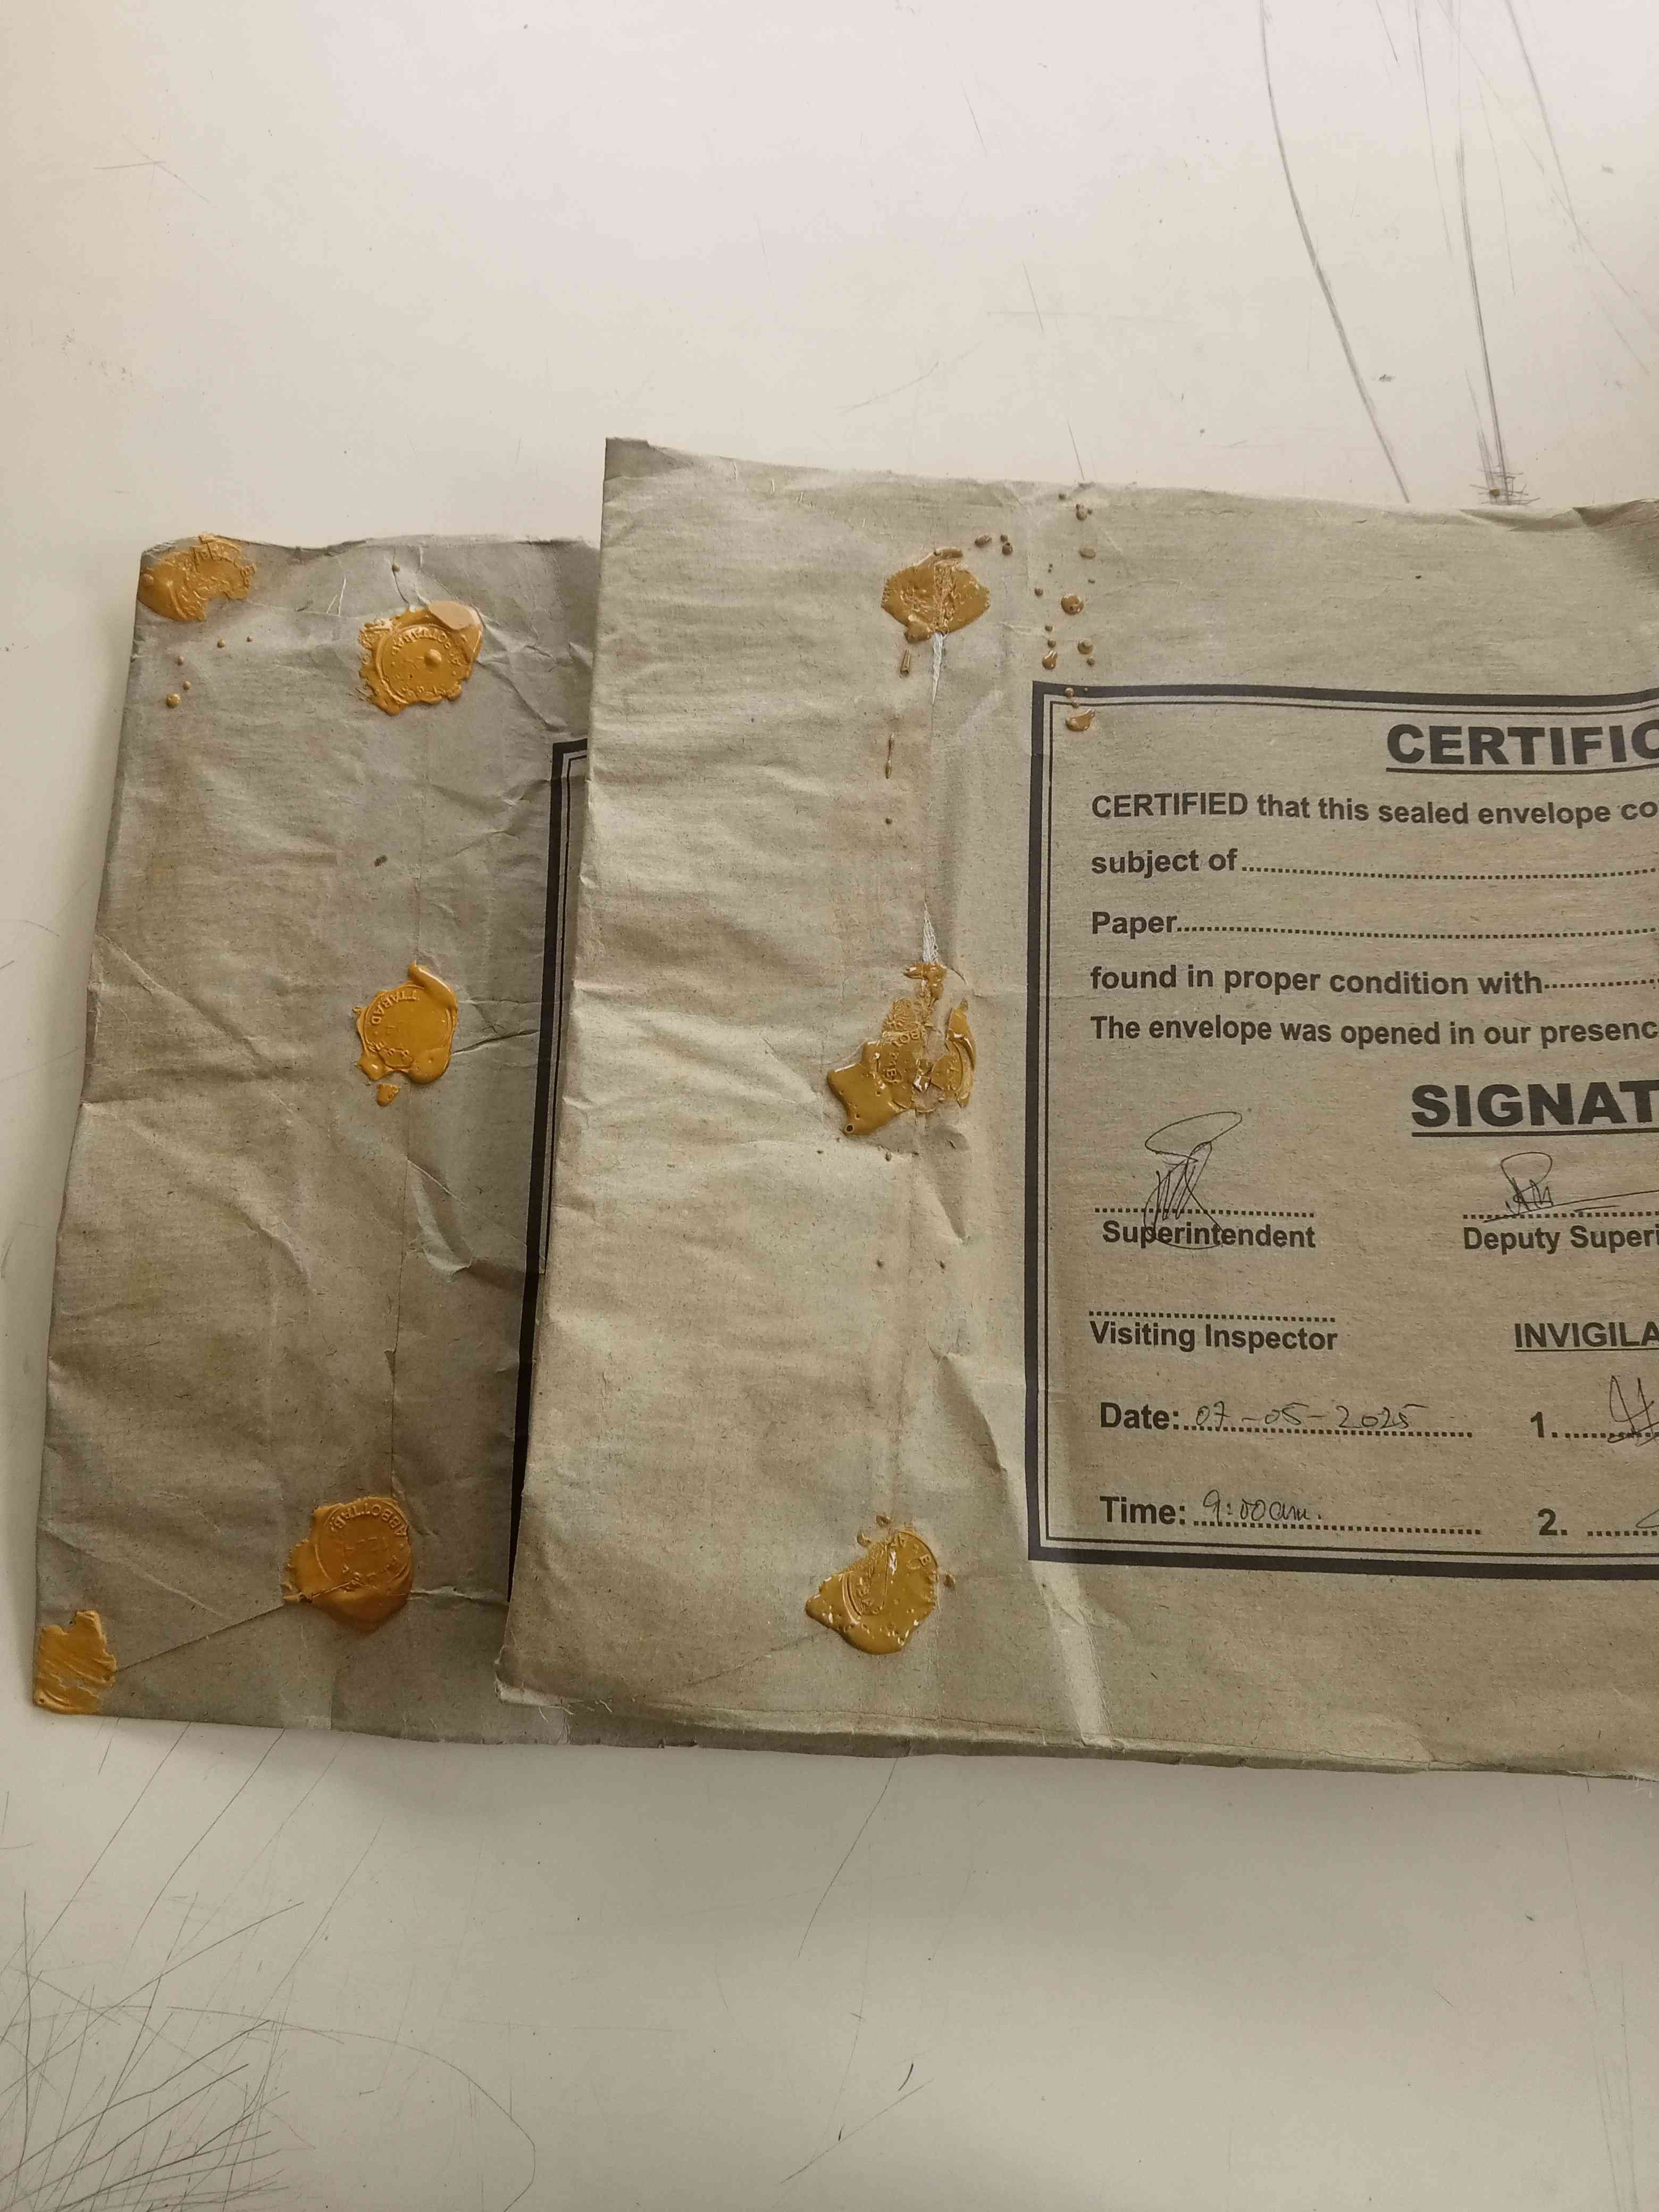 CERTIFIC
CERTIFIED that this sealed envelope co
subject of
Paper
found in proper condition with
The envelope was opened in our presenc
SIGNAT
Superintendent
Deputy Superi
Visiting Inspector
INVIGILA
Date: 07-05-2025
1.
Time: 9:00am.
2.
TTABAD
ABBOTTAB